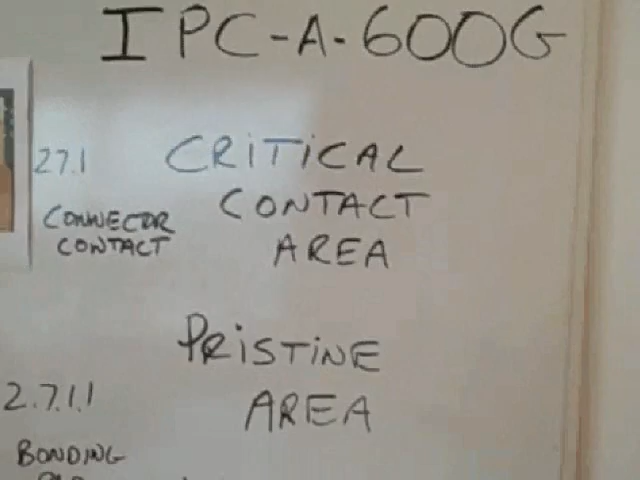 IPC-A-600G
27.1 CRITICAL
CONNECTOR CONTACT
CONTACT AREA
PRISTINE
2.7.1.1 AREA
BONDING